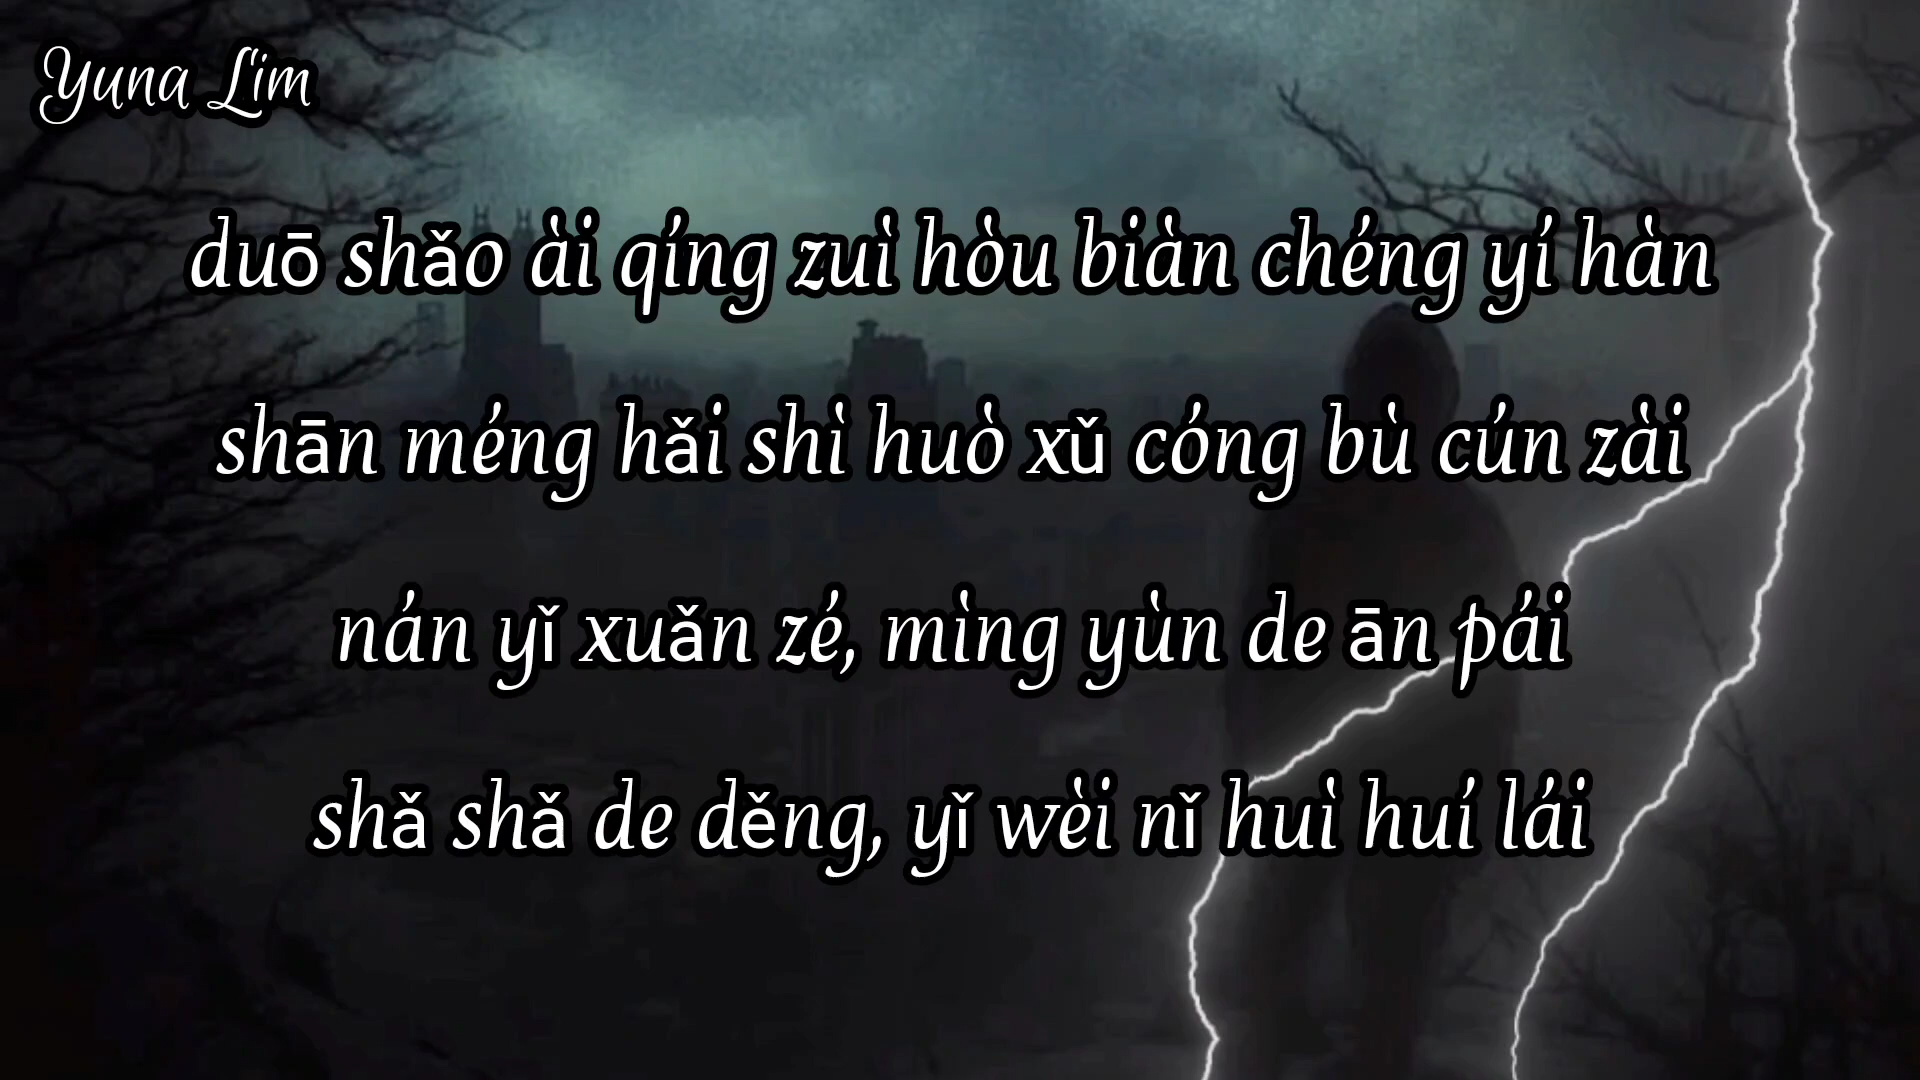 Yuna Lim
duō shǎo ài qíng zuì hòu biàn chéng yí hàn
shān méng hǎi shì huò xǔ cóng bù cún zài
nán yǐ xuǎn zé, mìng yùn de ān pái
shǎ shǎ de děng, yǐ wèi nǐ huì huí lái